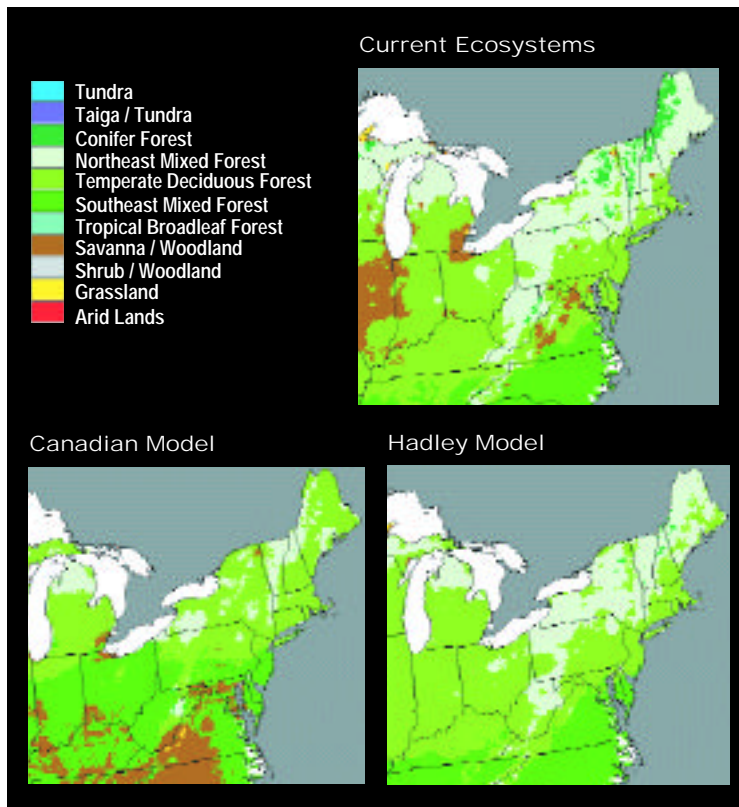 Current Ecosystems
Tundra
Taiga / Tundra
Conifer Forest
Northeast Mixed Forest
Temperate Deciduous Forest
Southeast Mixed Forest
Tropical Broadleaf Forest
Savanna / Woodland
Shrub / Woodland
Grassland
Arid Lands
Canadian Model
Hadley Model